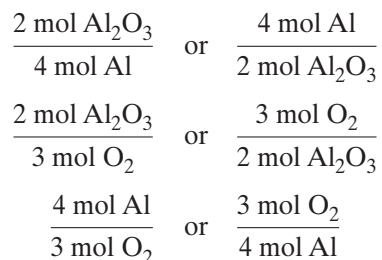 2 mol Al₂O₃ / 4 mol Al or 4 mol Al / 2 mol Al₂O₃
2 mol Al₂O₃ / 3 mol O₂ or 3 mol O₂ / 2 mol Al₂O₃
4 mol Al / 3 mol O₂ or 3 mol O₂ / 4 mol Al